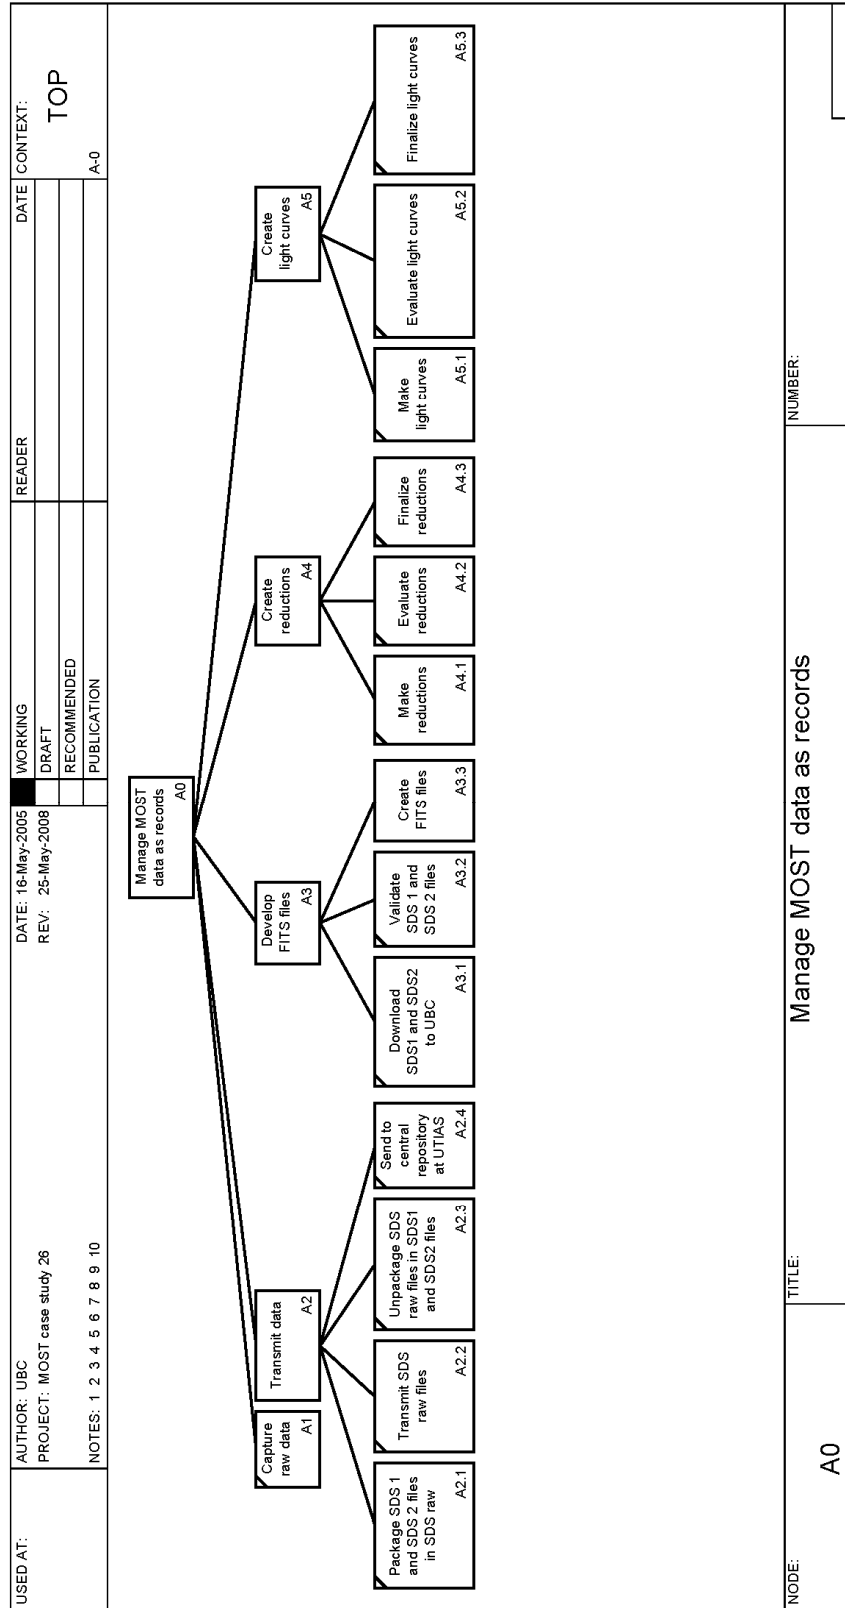 USED AT:
AUTHOR: UBC
PROJECT: MOST case study 26
NOTES: 1 2 3 4 5 6 7 8 9 10
DATE: 16-May-2005
REV: 25-May-2008
WORKING
DRAFT
RECOMMENDED
PUBLICATION
READER
DATE
CONTEXT:
TOP
A-0
Manage MOST
data as records
A0
Capture
raw data
A1
Transmit data
A2
Develop
FITS files
A3
Create
reductions
A4
Create
light curves
A5
Package SDS 1
and SDS 2 files
in SDS raw
A2.1
Transmit SDS
raw files
A2.2
Unpackage SDS
raw files in SDS1
and SDS2 files
A2.3
Send to
central
repository
at UTIAS
A2.4
Download
SDS1 and SDS2
to UBC
A3.1
Validate
SDS 1 and
SDS 2 files
A3.2
Create
FITS files
A3.3
Make
reductions
A4.1
Evaluate
reductions
A4.2
Finalize
reductions
A4.3
Make
light curves
A5.1
Evaluate light curves
A5.2
Finalize light curves
A5.3
NODE:
A0
TITLE:
Manage MOST data as records
NUMBER: